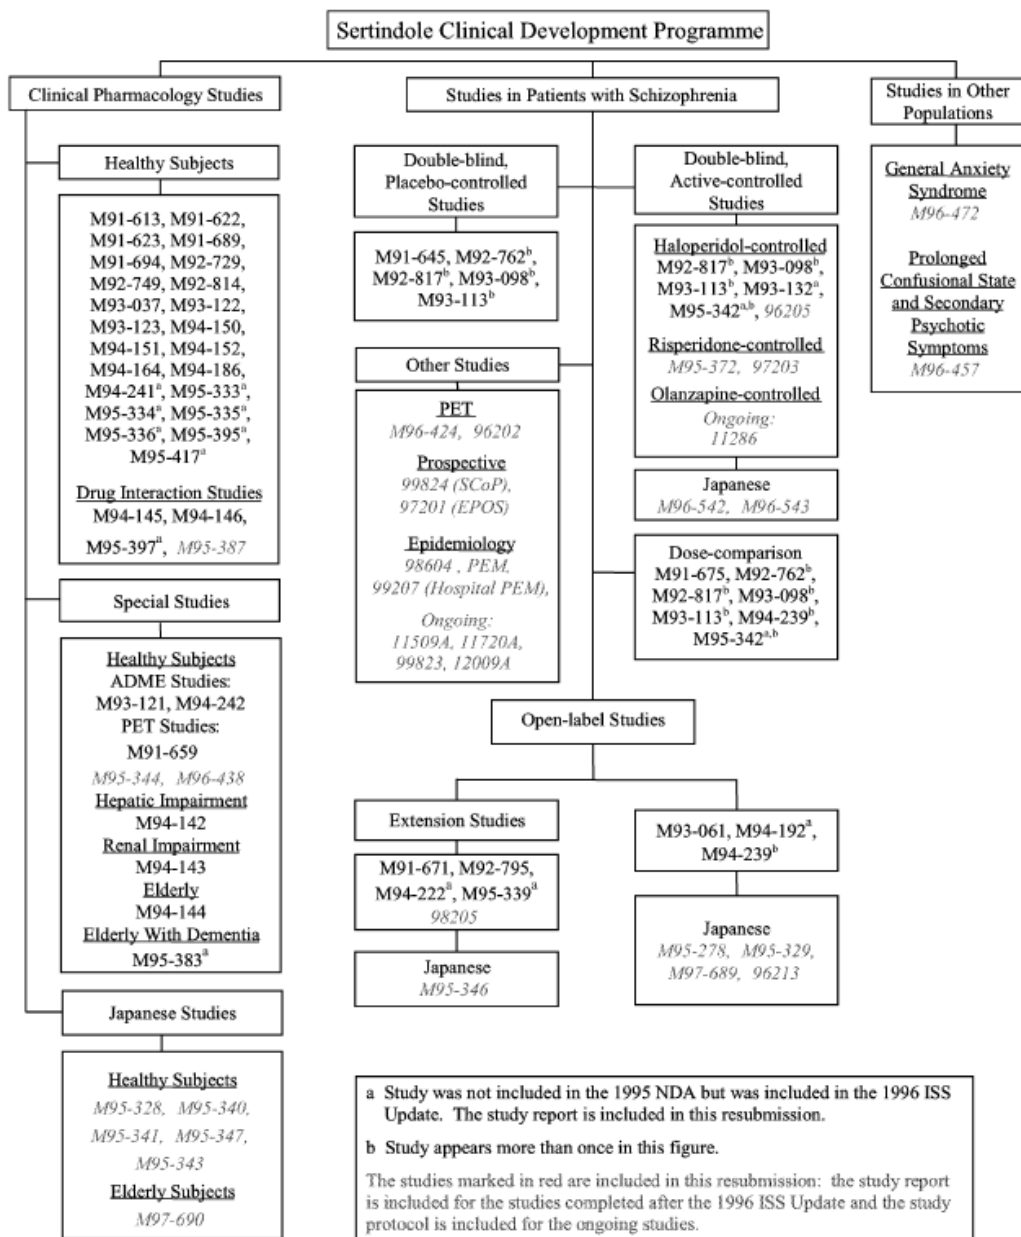 Sertindole Clinical Development Programme
Clinical Pharmacology Studies
Healthy Subjects
M91-613, M91-622,
M91-623, M91-689,
M91-694, M92-729,
M92-749, M92-814,
M93-037, M93-122,
M93-123, M94-150,
M94-151, M94-152,
M94-164, M94-186,
M94-241a, M95-333a,
M95-334a, M95-335a,
M95-336a, M95-395a,
M95-417a
Drug Interaction Studies
M94-145, M94-146,
M95-397a, M95-387
Special Studies
Healthy Subjects
ADME Studies:
M93-121, M94-242
PET Studies:
M91-659
M95-344, M96-438
Hepatic Impairment
M94-142
Renal Impairment
M94-143
Elderly
M94-144
Elderly With Dementia
M95-383a
Japanese Studies
Healthy Subjects
M95-328, M95-340,
M95-341, M95-347,
M95-343
Elderly Subjects
M97-690
Studies in Patients with Schizophrenia
Double-blind,
Placebo-controlled
Studies
M91-645, M92-762b,
M92-817b, M93-098b,
M93-113b
Double-blind,
Active-controlled
Studies
Haloperidol-controlled
M92-817b, M93-098b,
M93-113b, M93-132a,
M95-342a,b, 96205
Risperidone-controlled
M95-372, 97203
Olanzapine-controlled
Ongoing:
11286
Japanese
M96-542, M96-543
Other Studies
PET
M96-424, 96202
Prospective
99824 (SCoP),
97201 (EPOS)
Epidemiology
98604 , PEM,
99207 (Hospital PEM),
Ongoing:
11509A, 11720A,
99823, 12009A
Dose-comparison
M91-675, M92-762b,
M92-817b, M93-098b,
M93-113b, M94-239b,
M95-342a,b
Open-label Studies
Extension Studies
M91-671, M92-795,
M94-222a, M95-339a
98205
Japanese
M95-346
M93-061, M94-192a,
M94-239b
Japanese
M95-278, M95-329,
M97-689, 96213
Studies in Other
Populations
General Anxiety
Syndrome
M96-472
Prolonged
Confusional State
and Secondary
Psychotic
Symptoms
M96-457
a Study was not included in the 1995 NDA but was included in the 1996 ISS
Update. The study report is included in this resubmission.
b Study appears more than once in this figure.
The studies marked in red are included in this resubmission: the study report
is included for the studies completed after the 1996 ISS Update and the study
protocol is included for the ongoing studies.